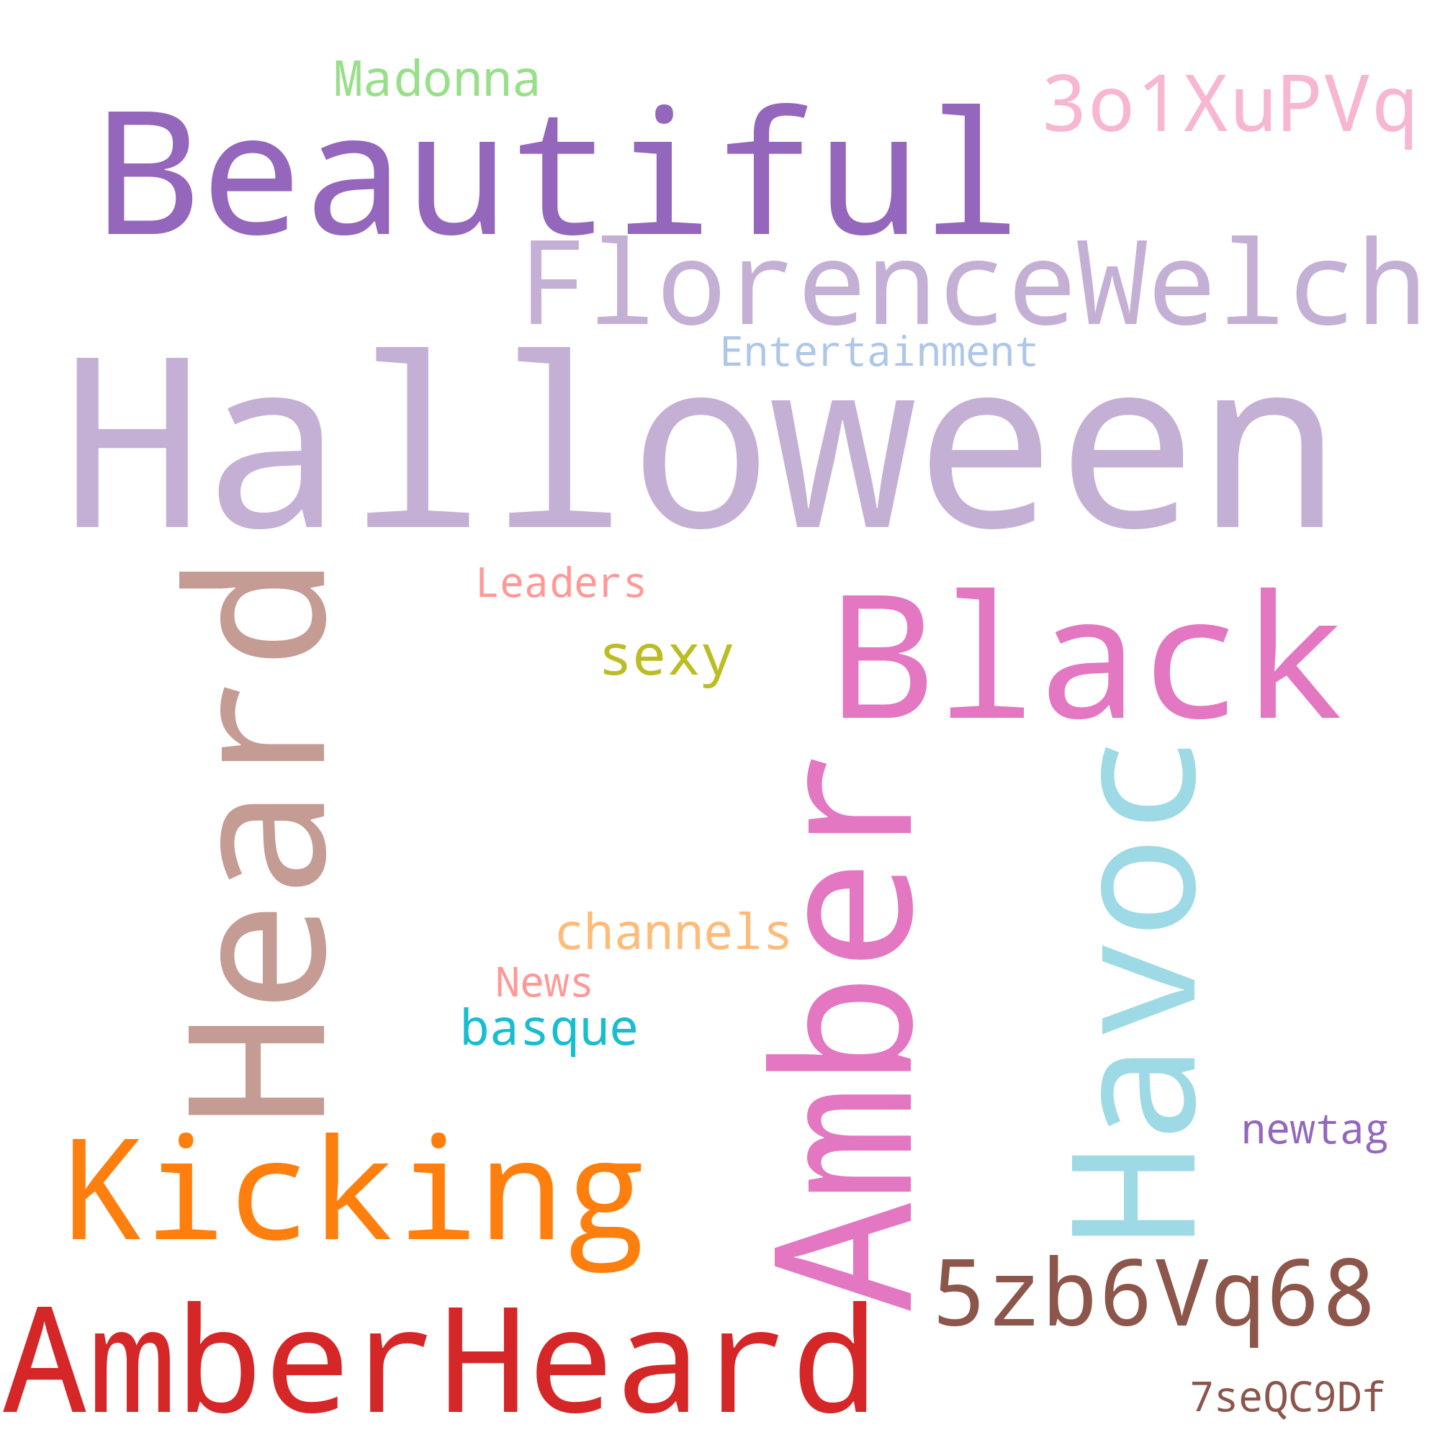 Madonna
3o1XuPVq
Beautiful
FlorenceWelch
Entertainment
Halloween
Heard
Leaders
Black
sexy
Amber
Havoc
channels
News
basque
newtag
Kicking
5zb6Vq68
AmberHeard
7seQC9Df